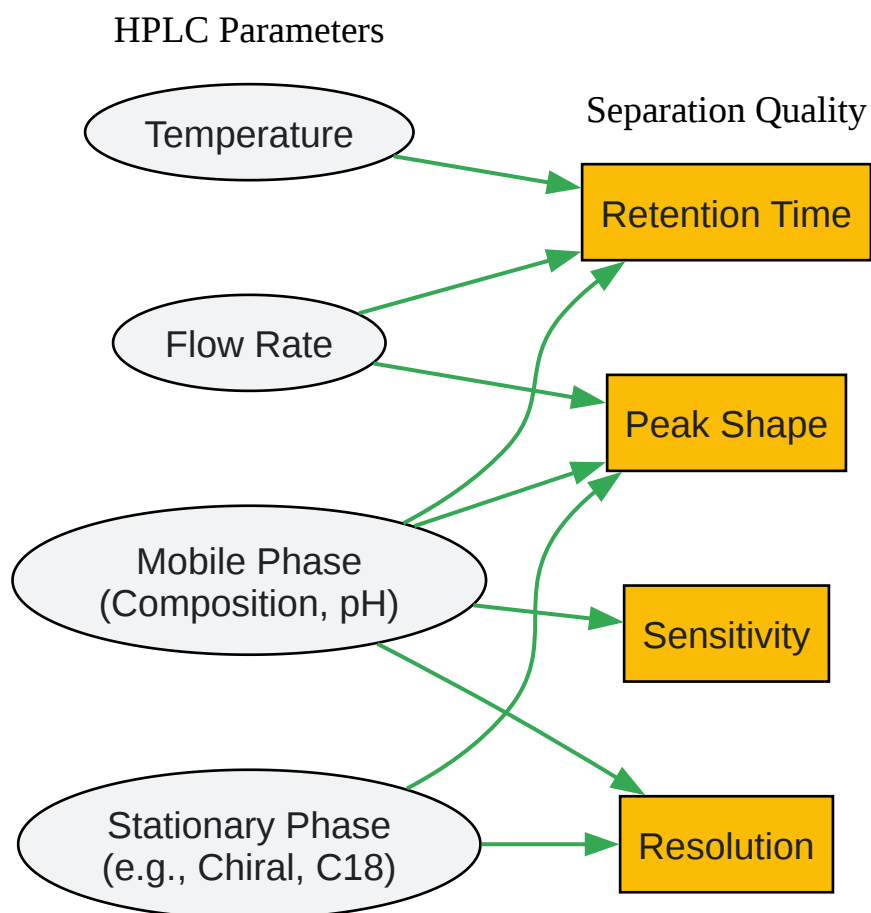 HPLC Parameters
Temperature
Flow Rate
Mobile Phase
(Composition, pH)
Stationary Phase
(e.g., Chiral, C18)
Separation Quality
Retention Time
Peak Shape
Sensitivity
Resolution